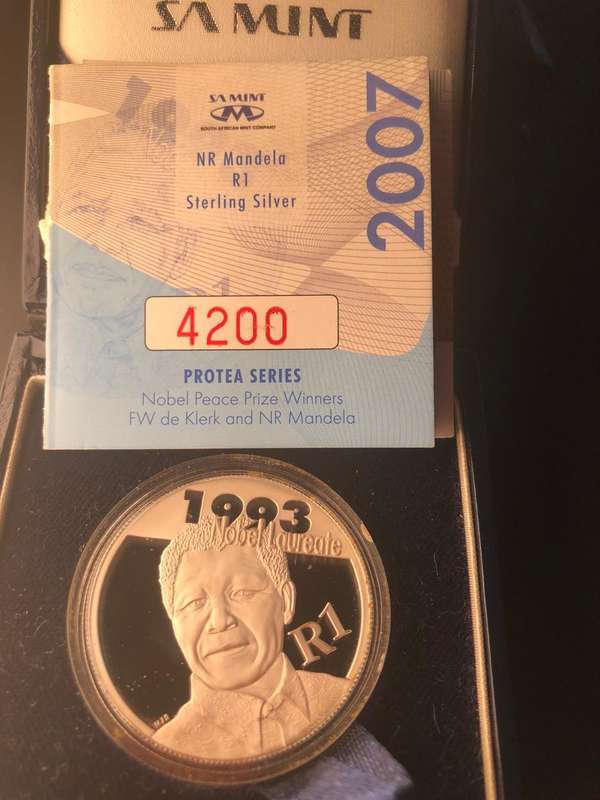 SA MINT
SA MINT
SOUTH AFRICAN MINT COMPANY
NR Mandela
R1
Sterling Silver
2007
4200
PROTEA SERIES
Nobel Peace Prize Winners
FW de Klerk and NR Mandela
1993
Nobel Laureate
R1